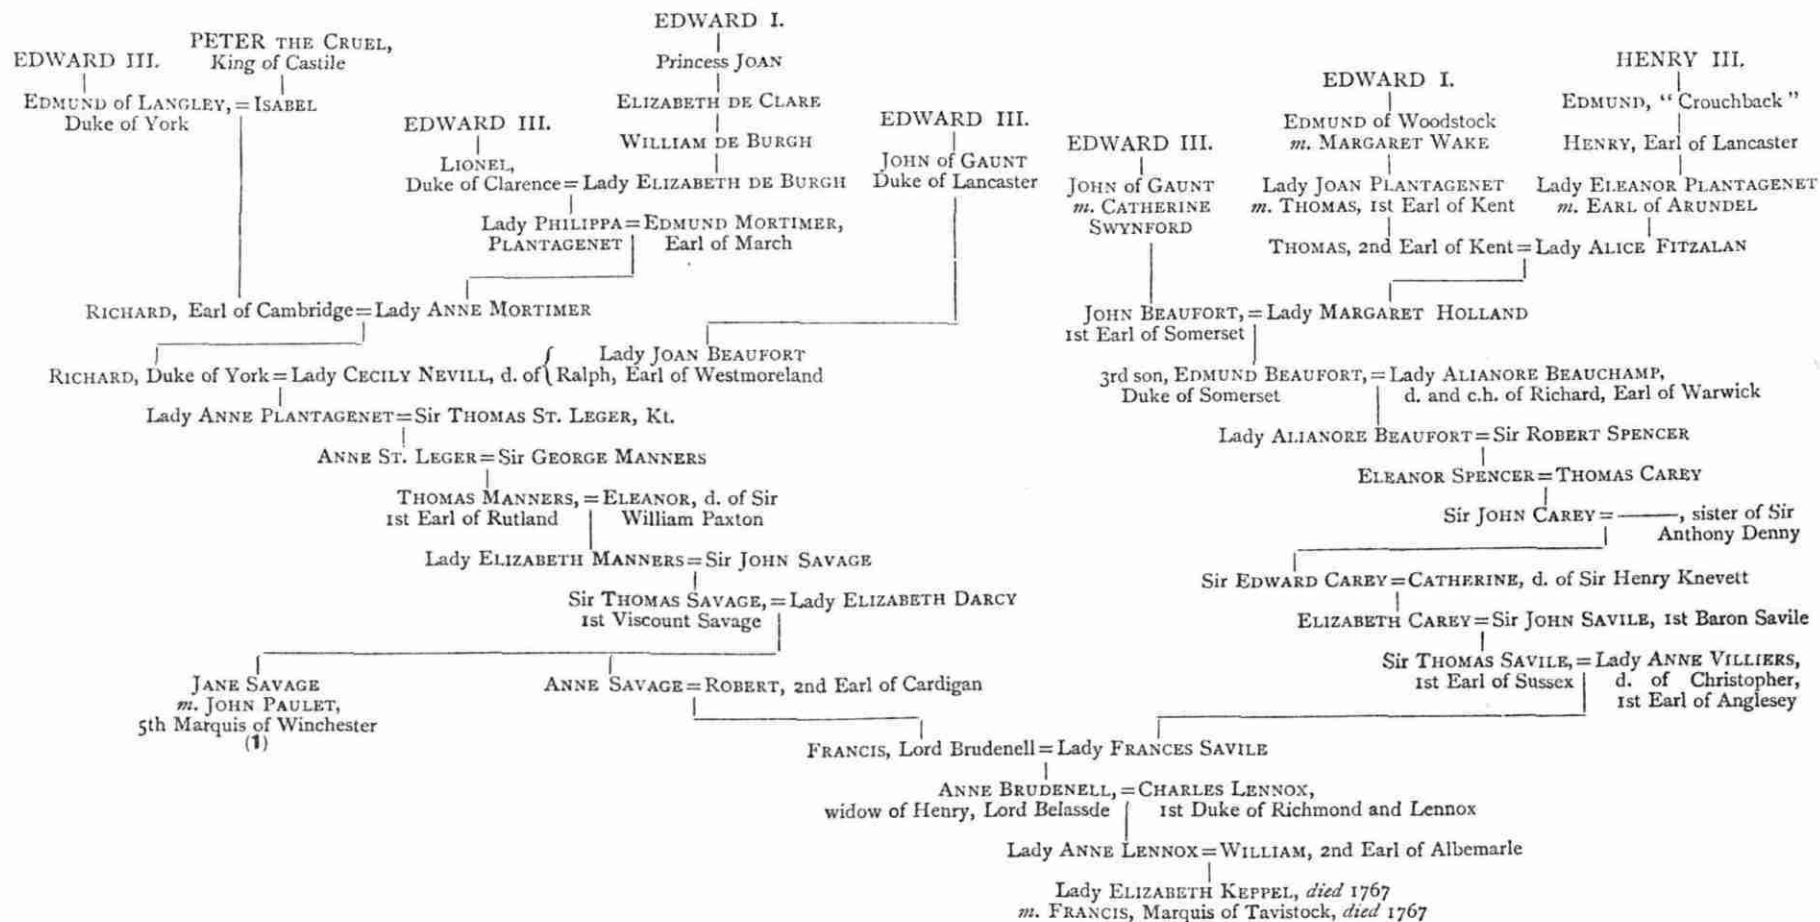 EDWARD I.
PETER THE CRUEL,
King of Castile
EDWARD III.
Princess JOAN
HENRY III.
EDWARD I.
EDMUND of LANGLEY, = ISABEL
Duke of York
ELIZABETH DE CLARE
EDMUND, "Crouchback"
EDWARD III.
EDWARD III.
EDMUND of Woodstock
m. MARGARET WAKE
WILLIAM DE BURGH
EDWARD III.
HENRY, Earl of Lancaster
LIONEL,
Duke of Clarence = Lady ELIZABETH DE BURGH
JOHN of GAUNT
Duke of Lancaster
JOHN of GAUNT
m. CATHERINE
SWYNFORD
Lady JOAN PLANTAGENET
m. THOMAS, 1st Earl of Kent
Lady ELEANOR PLANTAGENET
m. EARL of ARUNDEL
Lady PHILIPPA = EDMUND MORTIMER,
PLANTAGENET Earl of March
THOMAS, 2nd Earl of Kent = Lady ALICE FITZALAN
RICHARD, Earl of Cambridge = Lady ANNE MORTIMER
JOHN BEAUFORT, = Lady MARGARET HOLLAND
1st Earl of Somerset
Lady JOAN BEAUFORT
RICHARD, Duke of York = Lady CECILY NEVILL, d. of { Ralph, Earl of Westmoreland
3rd son, EDMUND BEAUFORT, = Lady ALIANORE BEAUCHAMP,
Duke of Somerset d. and c.h. of Richard, Earl of Warwick
Lady ANNE PLANTAGENET = Sir THOMAS ST. LEGER, Kt.
Lady ALIANORE BEAUFORT = Sir ROBERT SPENCER
ANNE ST. LEGER = Sir GEORGE MANNERS
ELEANOR SPENCER = THOMAS CAREY
THOMAS MANNERS, = ELEANOR, d. of Sir
1st Earl of Rutland William Paxton
Sir JOHN CAREY = ———, sister of Sir
Anthony Denny
Lady ELIZABETH MANNERS = Sir JOHN SAVAGE
Sir EDWARD CAREY = CATHERINE, d. of Sir Henry Knevett
Sir THOMAS SAVAGE, = Lady ELIZABETH DARCY
1st Viscount Savage
ELIZABETH CAREY = Sir JOHN SAVILE, 1st Baron Savile
Sir THOMAS SAVILE, = Lady ANNE VILLIERS,
1st Earl of Sussex d. of Christopher,
1st Earl of Anglesey
JANE SAVAGE
m. JOHN PAULET,
5th Marquis of Winchester
(1)
ANNE SAVAGE = ROBERT, 2nd Earl of Cardigan
FRANCIS, Lord Brudenell = Lady FRANCES SAVILE
ANNE BRUDENELL, = CHARLES LENNOX,
widow of Henry, Lord Belassde 1st Duke of Richmond and Lennox
Lady ANNE LENNOX = WILLIAM, 2nd Earl of Albemarle
Lady ELIZABETH KEPPEL, died 1767
m. FRANCIS, Marquis of Tavistock, died 1767